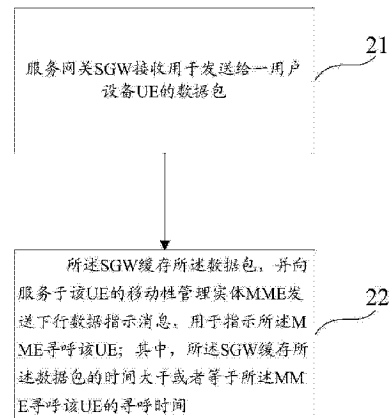 21
服务网关SGW接收用于发送给一用户
设备UE的数据包
所述SGW缓存所述数据包，并向
服务于该UE的移动性管理实体MME发
送下行数据指示消息，用于指示所述M
ME寻呼该UE；其中，所述SGW缓存所
述数据包的时间大于或者等于所述MM
E寻呼该UE的寻呼时间
22